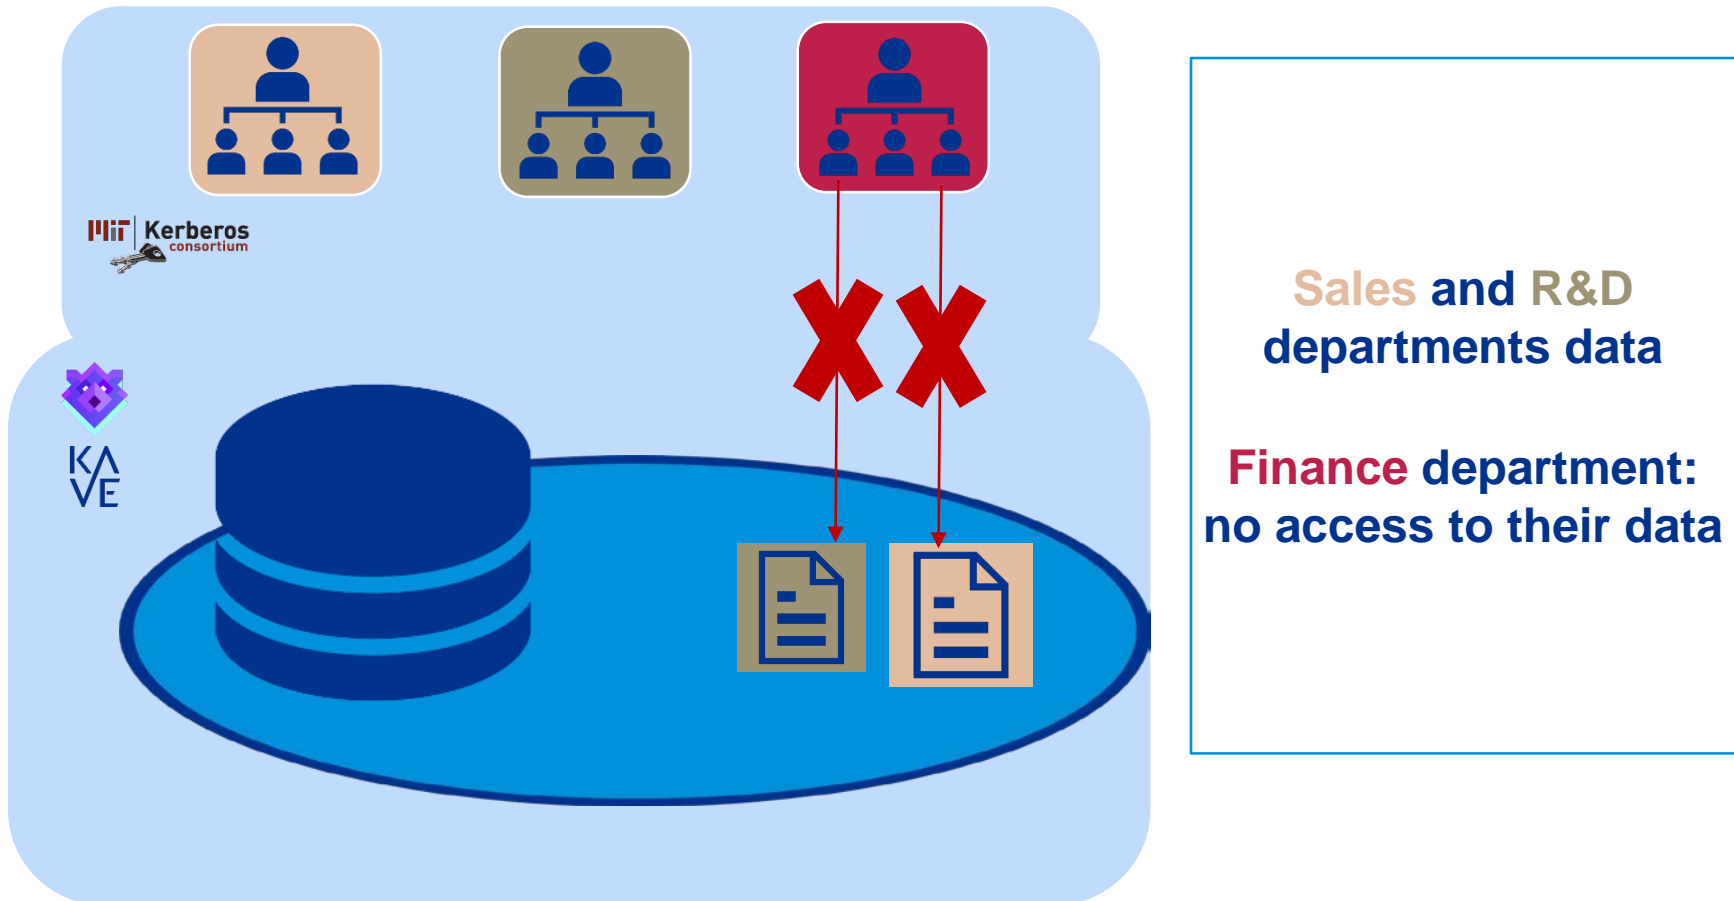 MIT Kerberos
consortium
KA
VE
Sales and R&D
departments data
Finance department:
no access to their data